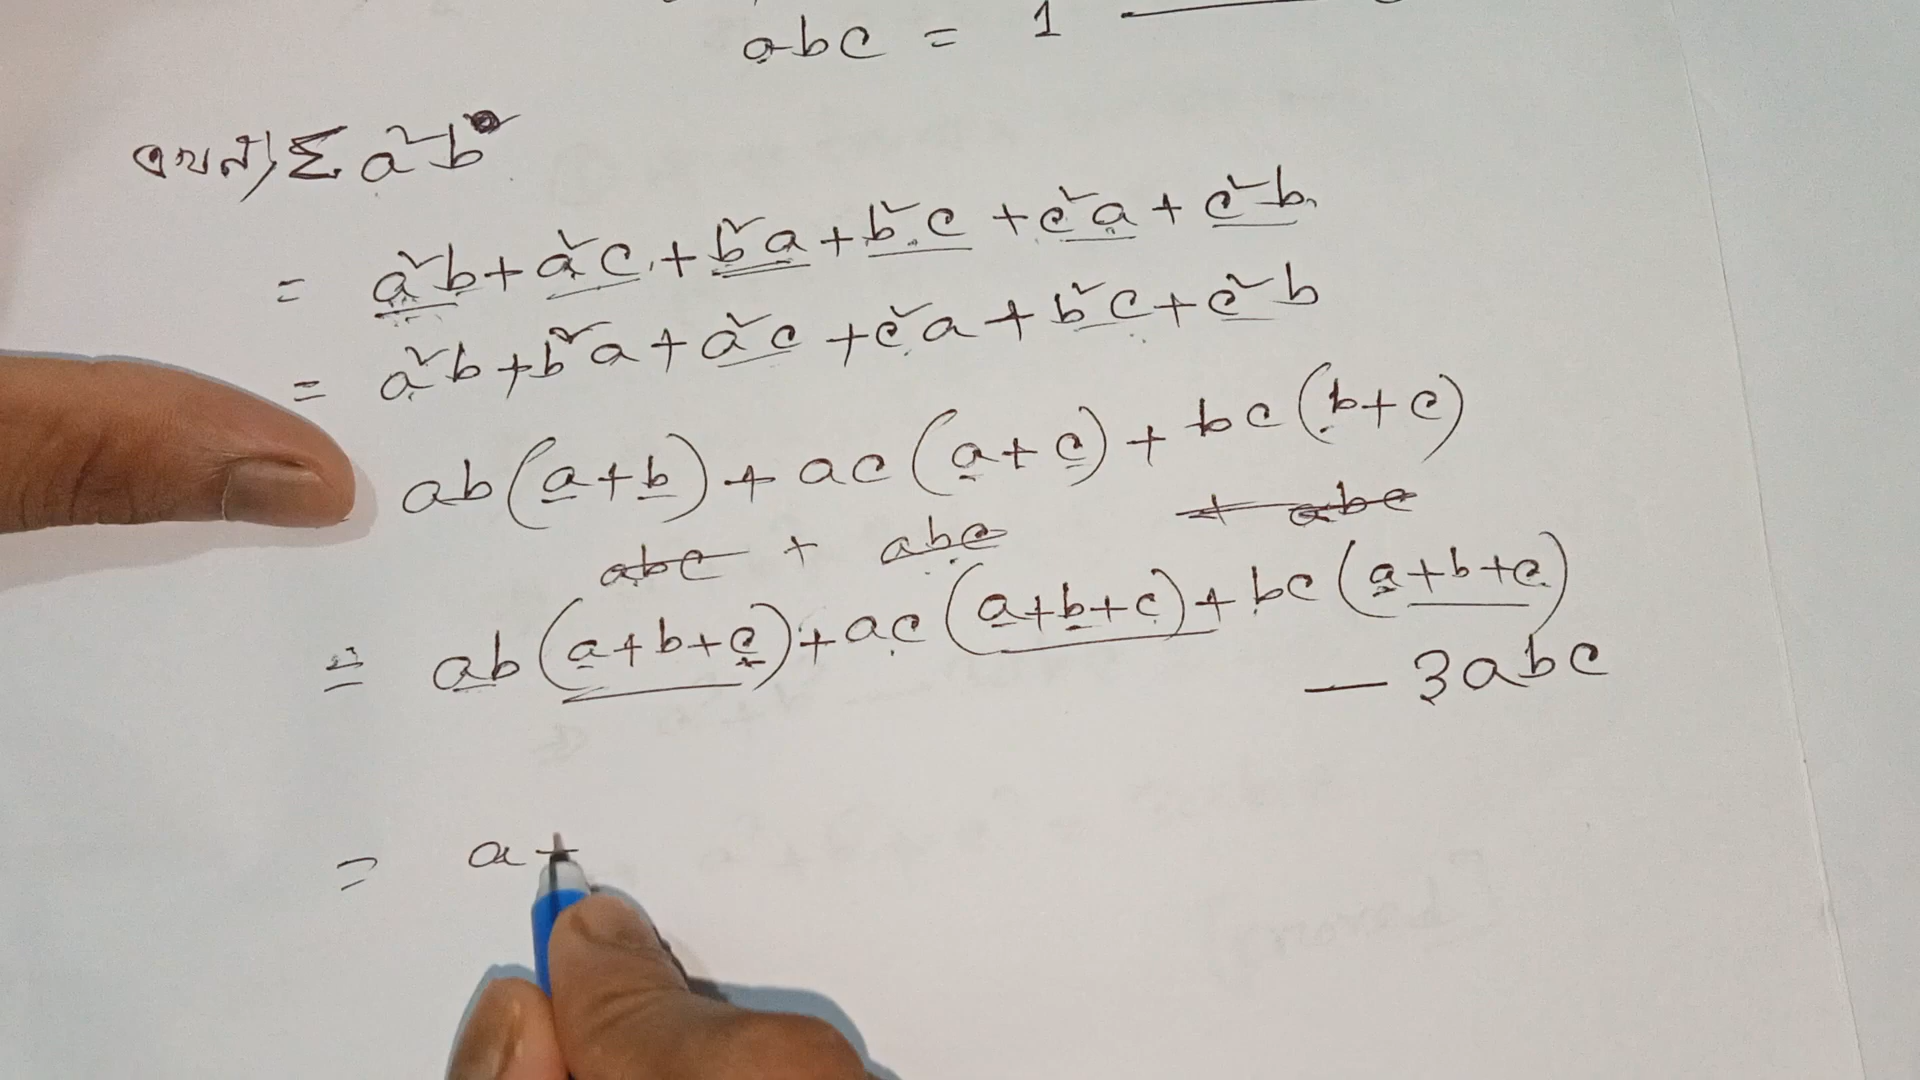 abc = 1
এখন, Σ a²b
= a²b + a²c + b²a + b²c + c²a + c²b
= a²b + b²a + a²c + c²a + b²c + c²b
ab(a+b) + ac(a+c) + bc(b+c)
abc + abc + abc
= ab(a+b+c) + ac(a+b+c) + bc(a+b+c)
- 3abc
= a +